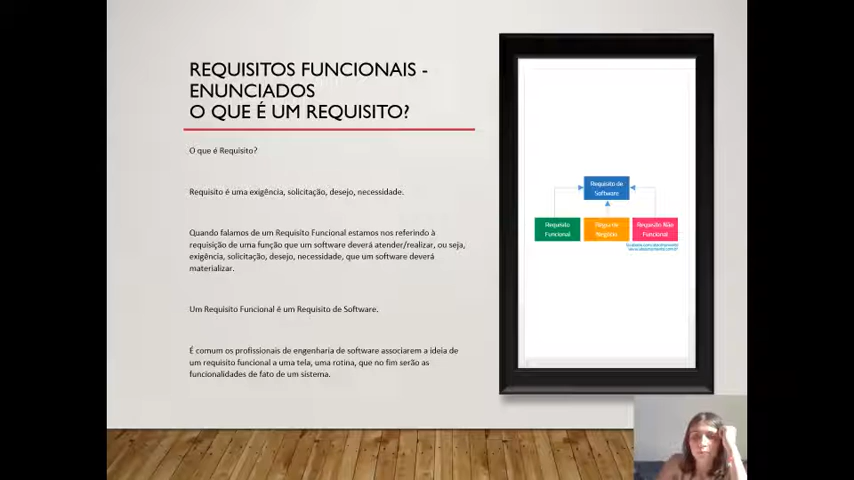 REQUISITOS FUNCIONAIS -
ENUNCIADOS
O QUE É UM REQUISITO?
O que é Requisito?
Requisito é uma exigência, solicitação, desejo, necessidade.
Quando falamos de um Requisito Funcional estamos nos referindo à
requisição de uma função que um software deverá atender/realizar, ou seja,
exigência, solicitação, desejo, necessidade, que um software deverá
materializar.
Um Requisito Funcional é um Requisito de Software.
É comum os profissionais de engenharia de software associarem a ideia de
um requisito funcional a uma tela, uma rotina, que no fim serão as
funcionalidades de fato de um sistema.
Requisito de
Software
Requisito
Funcional
Regra de
Negócio
Requisito Não
Funcional